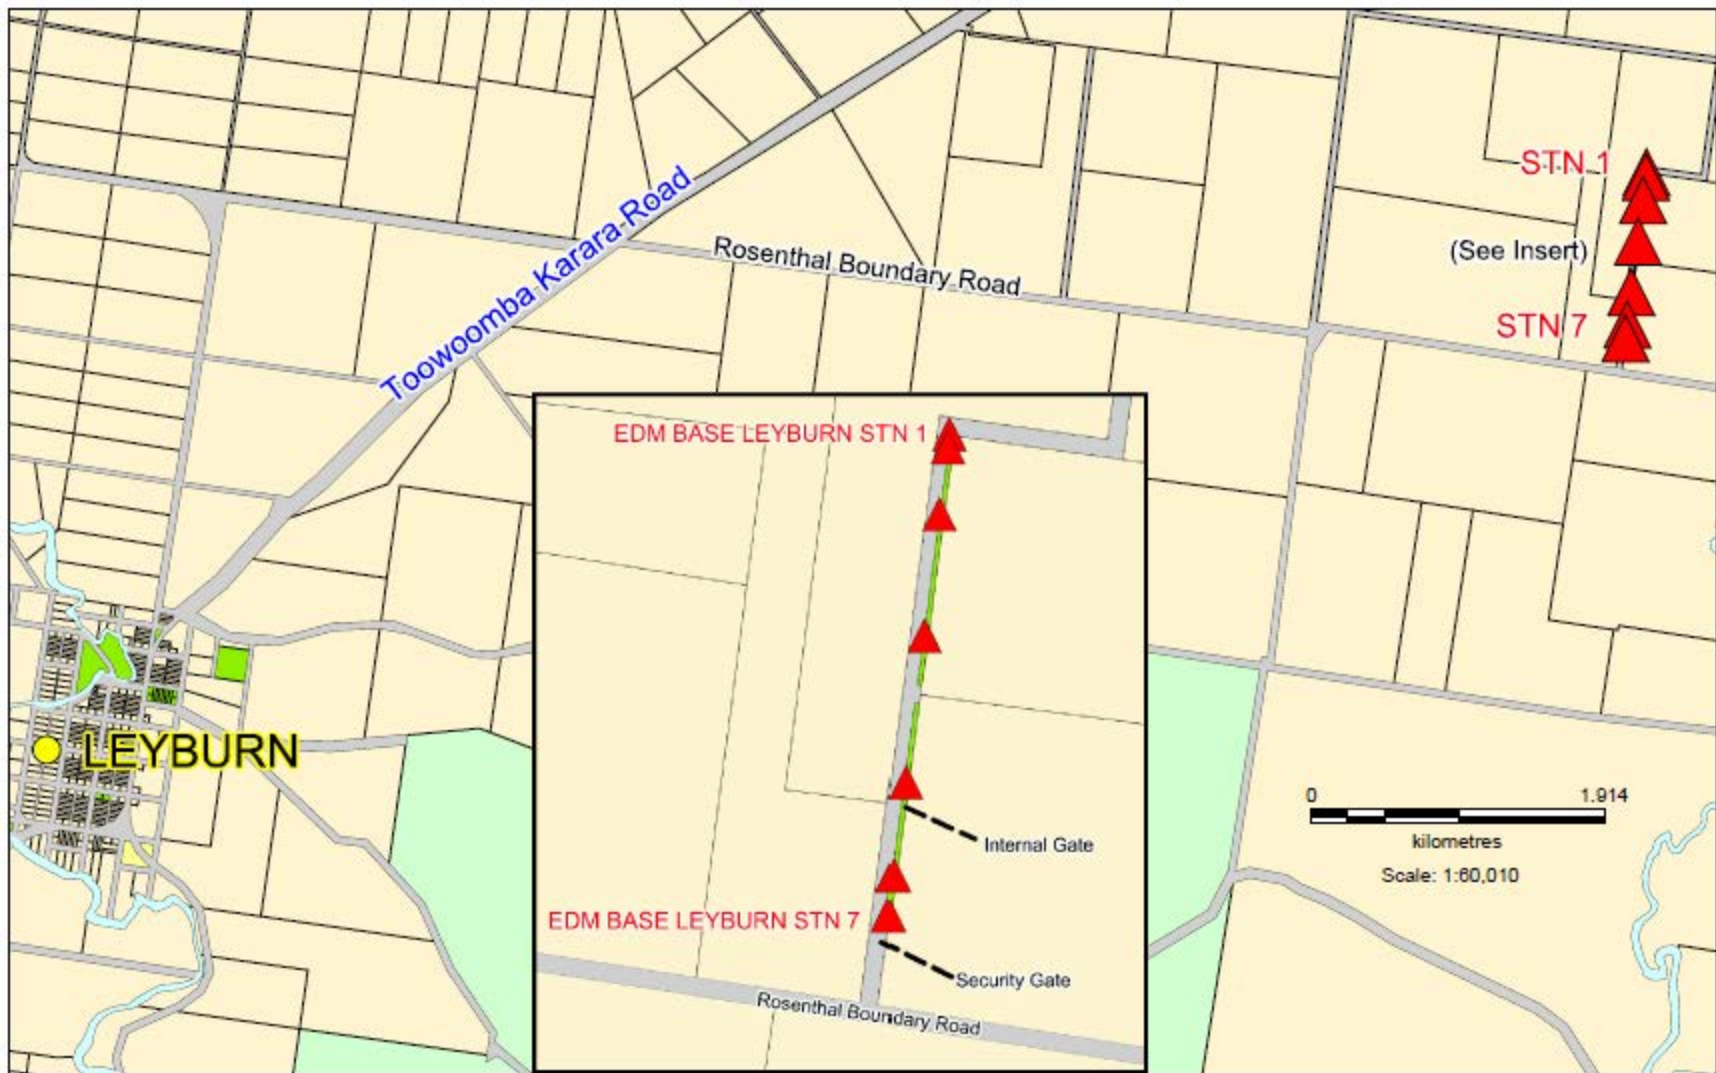 STN 1
Toowoomba Karara Road
Rosenthal Boundary Road
(See Insert)
STN 7
EDM BASE LEYBURN STN 1
LEYBURN
0 1.914
kilometres
Scale: 1:60,010
Internal Gate
EDM BASE LEYBURN STN 7
Security Gate
Rosenthal Boundary Road